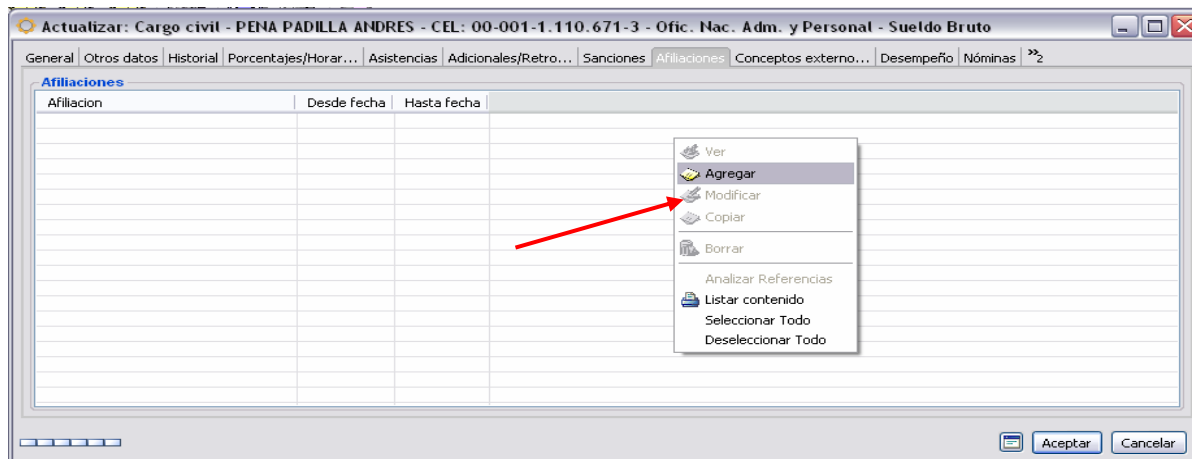 Actualizar: Cargo civil - PENA PADILLA ANDRES - CEL: 00-001-1.110.671-3 - Ofic. Nac. Adm. y Personal - Sueldo Bruto
General Otros datos Historial Porcentajes/Horar... Asistencias Adicionales/Retro... Sanciones Afiliaciones Conceptos externo... Desempeño Nóminas »2
Afiliaciones
Afiliacion Desde fecha Hasta fecha
Ver
Agregar
Modificar
Copiar
Borrar
Analizar Referencias
Listar contenido
Seleccionar Todo
Deseleccionar Todo
Aceptar Cancelar